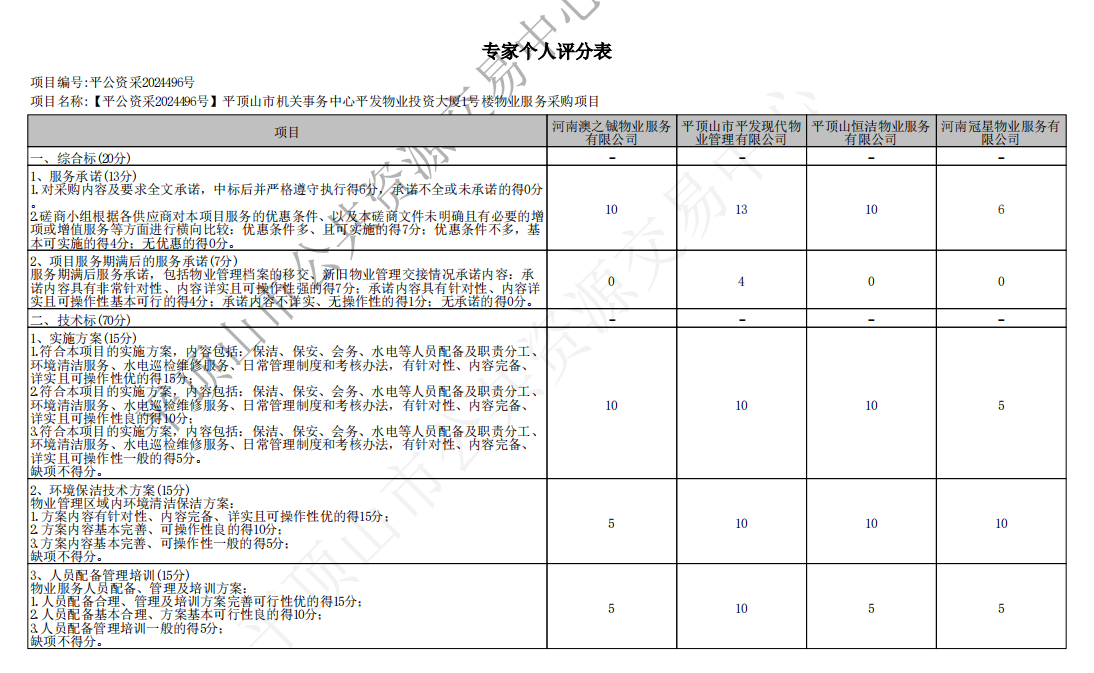 专家个人评分表
项目编号:平公资采2024496号
项目名称:【平公资采2024496号】平顶山市机关事务中心平发物业投资大厦1号楼物业服务采购项目
项目
河南澳之铖物业服务
有限公司
平顶山市平发现代物
业管理有限公司
平顶山恒洁物业服务
有限公司
河南冠星物业服务有
限公司
一、综合标(20分)
-
-
-
-
1、服务承诺(13分)
1.对采购内容及要求全文承诺，中标后并严格遵守执行得6分，承诺不全或未承诺的得0分
。
2.磋商小组根据各供应商对本项目服务的优惠条件、以及本磋商文件未明确且有必要的增
项或增值服务等方面进行横向比较：优惠条件多、且可实施的得7分；优惠条件不多，基
本可实施的得4分；无优惠的得0分。
10
13
10
6
2、项目服务期满后的服务承诺(7分)
服务期满后服务承诺，包括物业管理档案的移交、新旧物业管理交接情况承诺内容：承
诺内容具有非常针对性、内容详实且可操作性强的得7分；承诺内容具有针对性、内容详
实且可操作性基本可行的得4分；承诺内容不详实、无操作性的得1分；无承诺的得0分。
0
4
0
0
二、技术标(70分)
-
-
-
-
1、实施方案(15分)
1.符合本项目的实施方案，内容包括：保洁、保安、会务、水电等人员配备及职责分工、
环境清洁服务、水电巡检维修服务、日常管理制度和考核办法，有针对性、内容完备、
详实且可操作性优的得15分；
2.符合本项目的实施方案，内容包括：保洁、保安、会务、水电等人员配备及职责分工、
环境清洁服务、水电巡检维修服务、日常管理制度和考核办法，有针对性、内容完备、
详实且可操作性良的得10分；
3.符合本项目的实施方案，内容包括：保洁、保安、会务、水电等人员配备及职责分工、
环境清洁服务、水电巡检维修服务、日常管理制度和考核办法，有针对性、内容完备、
详实且可操作性一般的得5分。
缺项不得分。
10
10
10
5
2、环境保洁技术方案(15分)
物业管理区域内环境清洁保洁方案：
1.方案内容有针对性、内容完备、详实且可操作性优的得15分；
2.方案内容基本完善、可操作性良的得10分；
3.方案内容基本完善、可操作性一般的得5分；
缺项不得分。
5
10
10
10
3、人员配备管理培训(15分)
物业服务人员配备、管理及培训方案：
1.人员配备合理、管理及培训方案完善可行性优的得15分；
2.人员配备基本合理、方案基本可行性良的得10分；
3.人员配备管理培训一般的得5分；
缺项不得分。
5
10
5
5
平顶山市公共资源交易中心
平顶山市公共资源交易中心